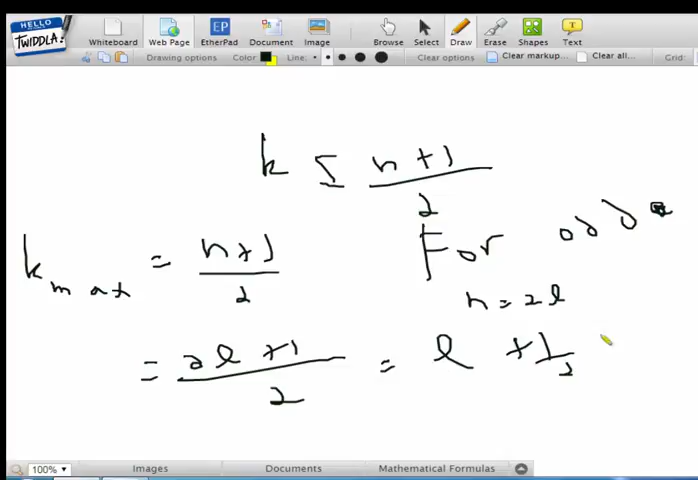 HELLO
TWIDDLA!
Whiteboard Web Page EtherPad Document Image Browse Select Draw Erase Shapes Text
Drawing options Color: Line: Clear options Clear markup... Clear all... Grid:
k ≤ n+1
2
For odd
k max = n+1
2
n = 2l
= 2l +1 = l + 1
2 2
100% Images Documents Mathematical Formulas